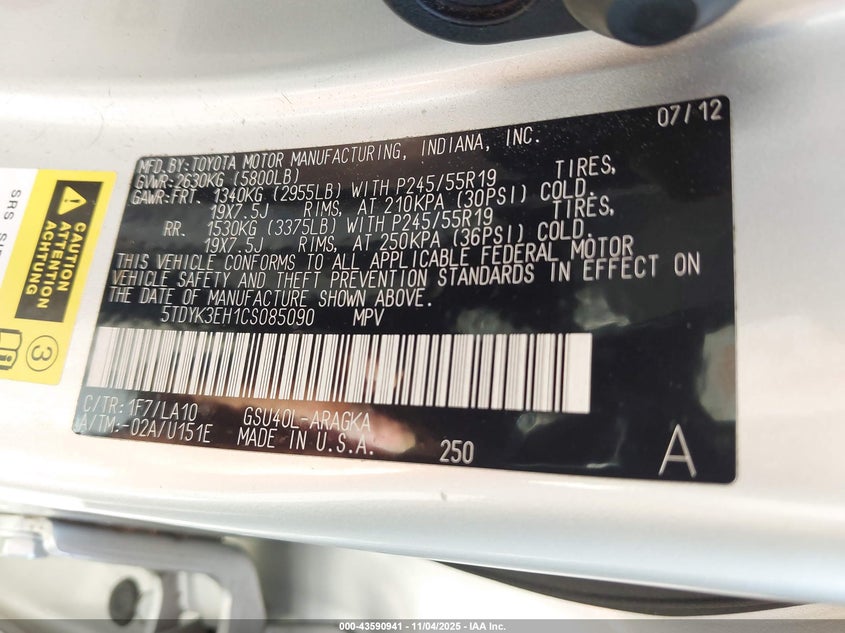 07/12
MFD.BY:TOYOTA MOTOR MANUFACTURING, INDIANA, INC.
GVWR:2630KG (5800LB)
GAWR:FRT. 1340KG (2955LB) WITH P245/55R19 TIRES,
19X7.5J RIMS, AT 210KPA (30PSI) COLD.
RR. 1530KG (3375LB) WITH P245/55R19 TIRES,
19X7.5J RIMS, AT 250KPA (36PSI) COLD.
THIS VEHICLE CONFORMS TO ALL APPLICABLE FEDERAL MOTOR
VEHICLE SAFETY AND THEFT PREVENTION STANDARDS IN EFFECT ON
THE DATE OF MANUFACTURE SHOWN ABOVE.
5TDYK3EH1CS085090 MPV
C/TR:1F7/LA10 GSU40L-ARAGKA
A/TM:-02A/U151E MADE IN U.S.A. 250 A
SRS
CAUTION
ATTENTION
ACHTUNG
3
000-43590941 - 11/04/2025 - IAA Inc.